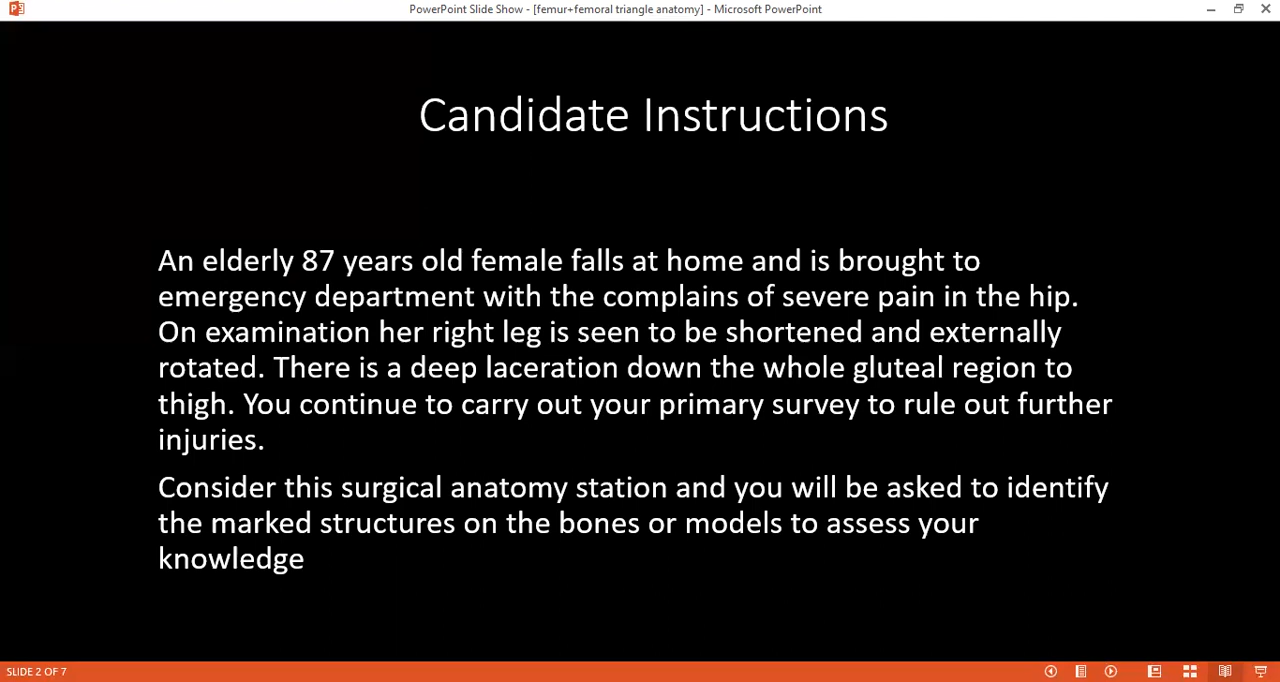 PowerPoint Slide Show - [femur+femoral triangle anatomy] - Microsoft PowerPoint
Candidate Instructions
An elderly 87 years old female falls at home and is brought to
emergency department with the complains of severe pain in the hip.
On examination her right leg is seen to be shortened and externally
rotated. There is a deep laceration down the whole gluteal region to
thigh. You continue to carry out your primary survey to rule out further
injuries.
Consider this surgical anatomy station and you will be asked to identify
the marked structures on the bones or models to assess your
knowledge
SLIDE 2 OF 7